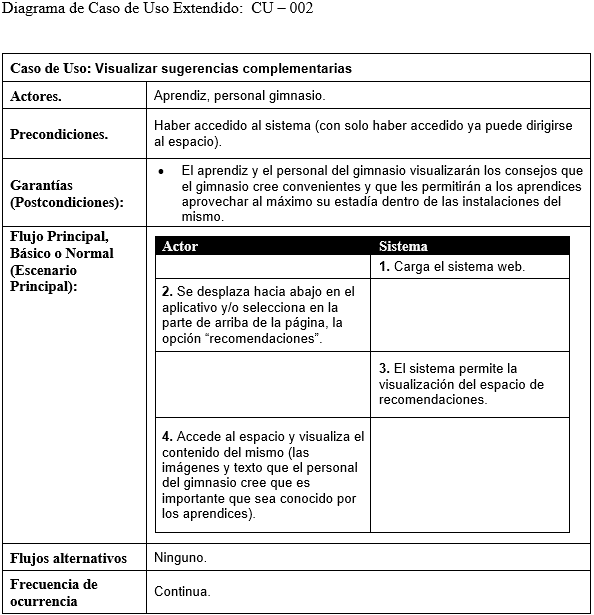 Diagrama de Caso de Uso Extendido:  CU – 002
Caso de Uso: Visualizar sugerencias complementarias
Actores.
Aprendiz, personal gimnasio.
Precondiciones.
Haber accedido al sistema (con solo haber accedido ya puede dirigirse
al espacio).
Garantías
(Postcondiciones):
• El aprendiz y el personal del gimnasio visualizarán los consejos que
el gimnasio cree convenientes y que les permitirán a los aprendices
aprovechar al máximo su estadía dentro de las instalaciones del
mismo.
Flujo Principal,
Básico o Normal
(Escenario
Principal):
Actor
Sistema
1. Carga el sistema web.
2. Se desplaza hacia abajo en el
aplicativo y/o selecciona en la
parte de arriba de la página, la
opción “recomendaciones”.
3. El sistema permite la
visualización del espacio de
recomendaciones.
4. Accede al espacio y visualiza el
contenido del mismo (las
imágenes y texto que el personal
del gimnasio cree que es
importante que sea conocido por
los aprendices).
Flujos alternativos
Ninguno.
Frecuencia de
ocurrencia
Continua.